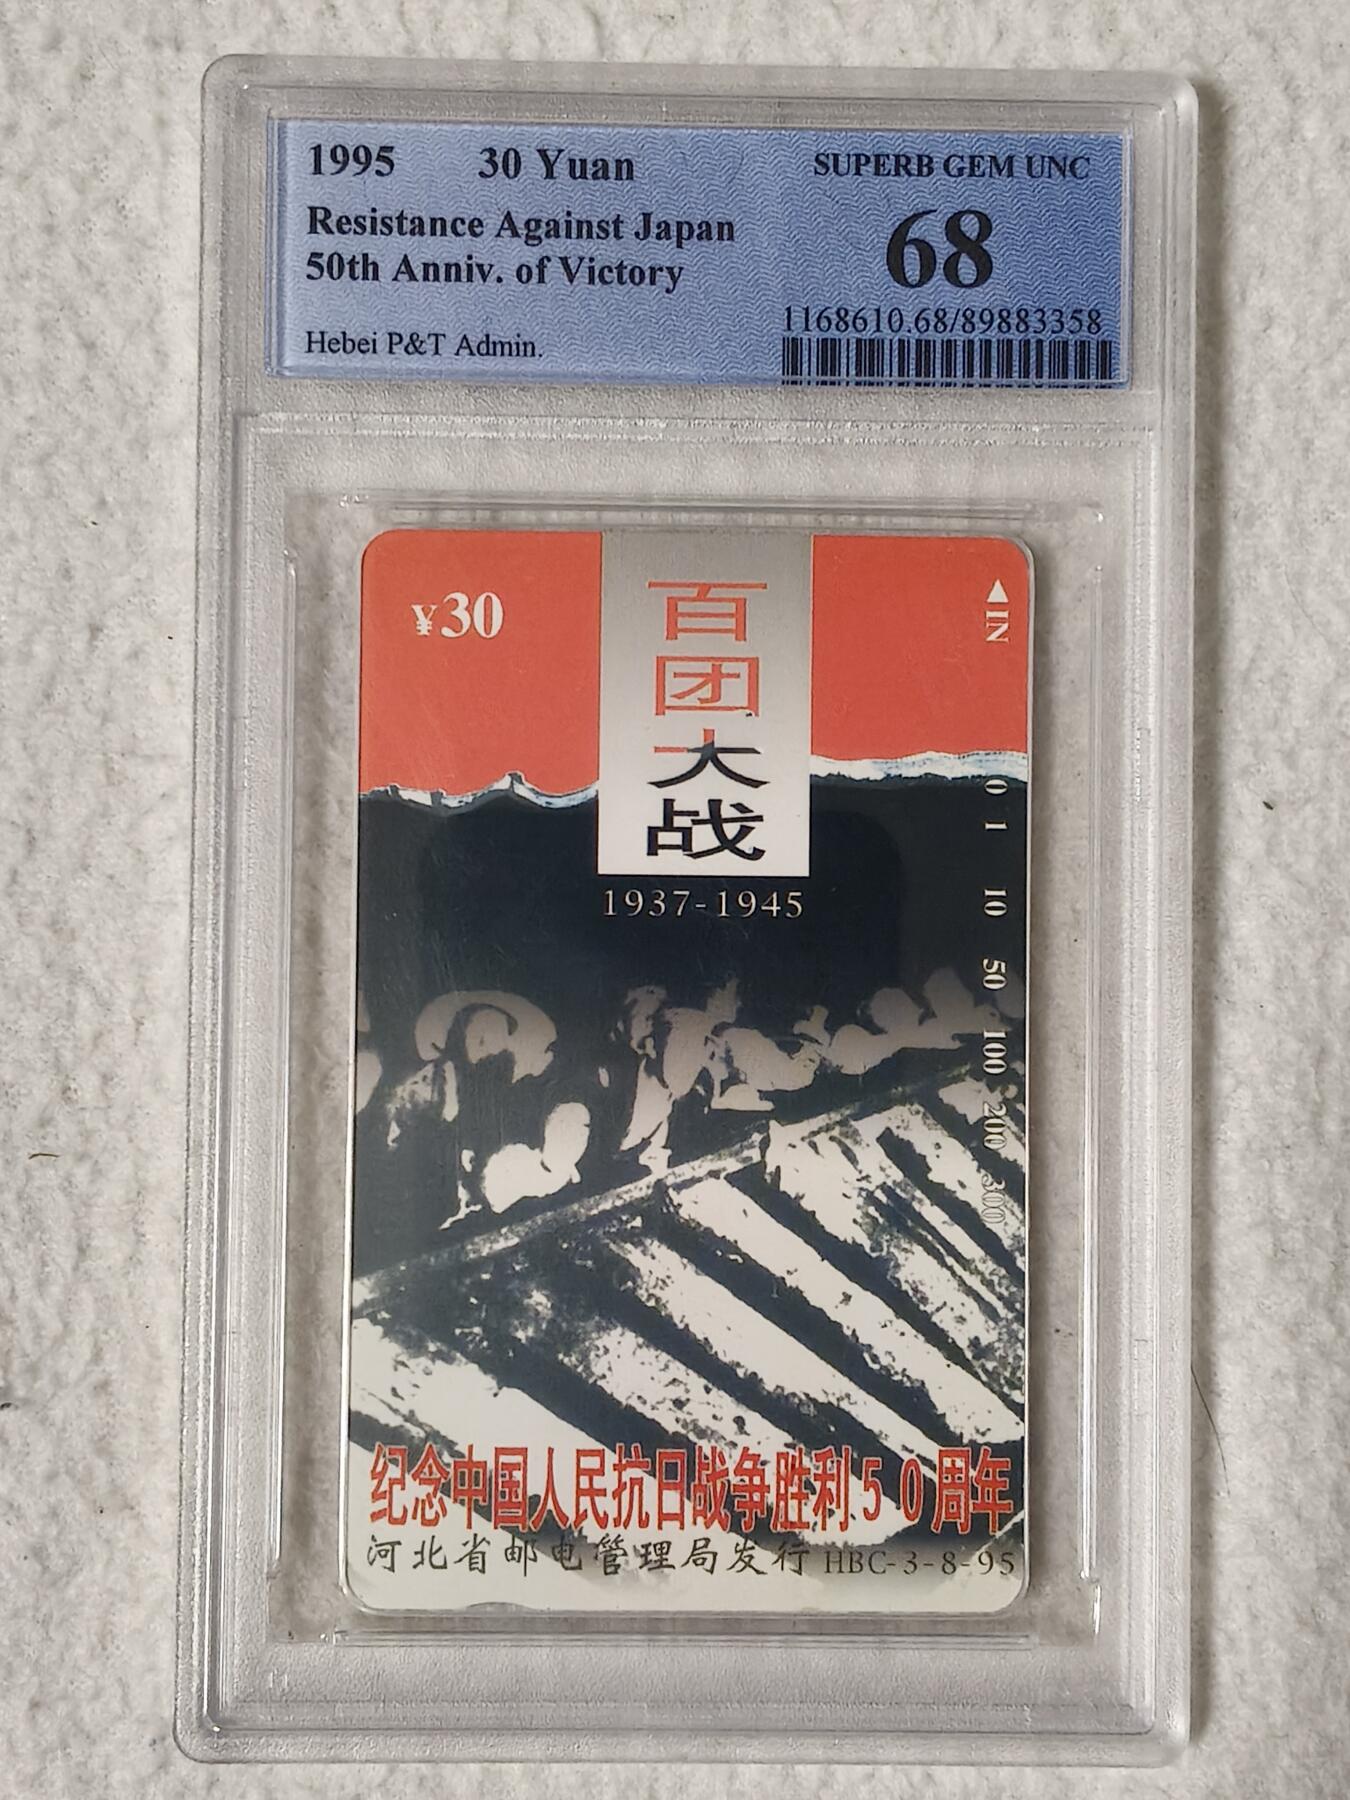 1995 30 Yuan SUPERB GEM UNC
Resistance Against Japan
50th Anniv. of Victory
68
1168610.68/89883358
Hebei P&T Admin.
¥30
百团大战
1937-1945
◀IN
0 1 10 50 100 200 300
纪念中国人民抗日战争胜利50周年
河北省邮电管理局发行 HBC-3-8-95